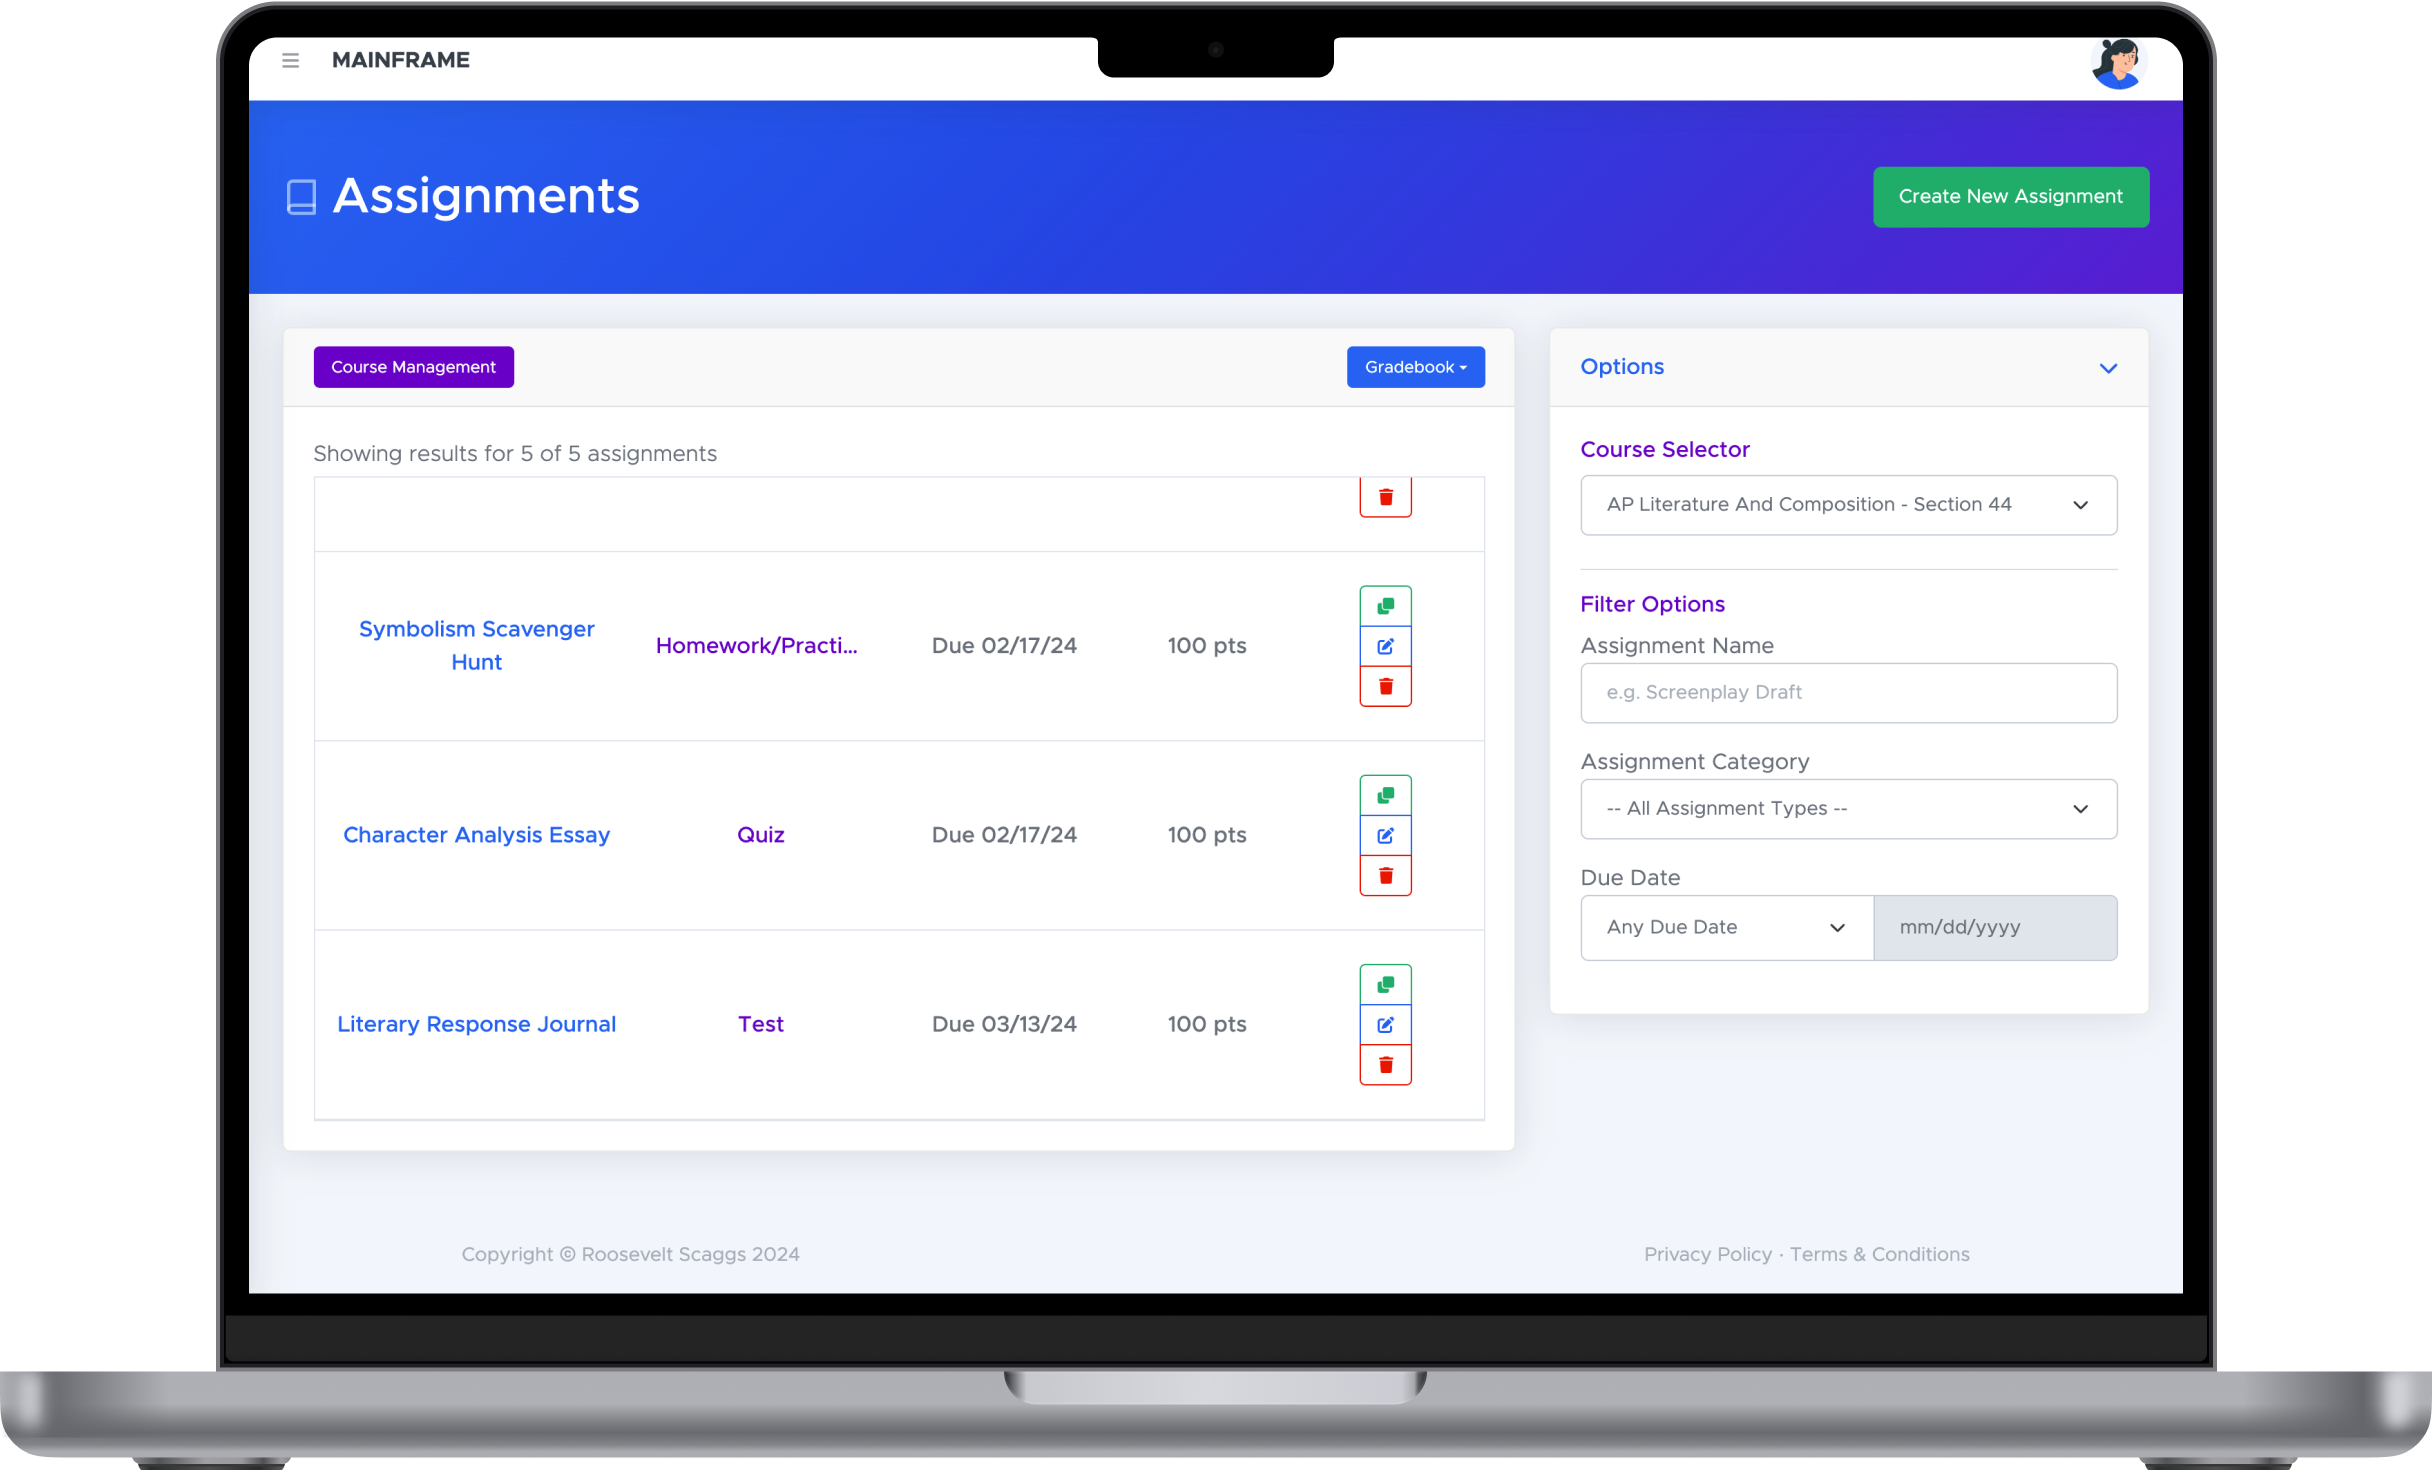 MAINFRAME
Assignments
Create New Assignment
Course Management
Gradebook
Showing results for 5 of 5 assignments
Symbolism Scavenger
Hunt
Homework/Practi...
Due 02/17/24
100 pts
Character Analysis Essay
Quiz
Due 02/17/24
100 pts
Literary Response Journal
Test
Due 03/13/24
100 pts
Options
Course Selector
AP Literature And Composition - Section 44
Filter Options
Assignment Name
e.g. Screenplay Draft
Assignment Category
-- All Assignment Types --
Due Date
Any Due Date
mm/dd/yyyy
Copyright © Roosevelt Scaggs 2024
Privacy Policy · Terms & Conditions